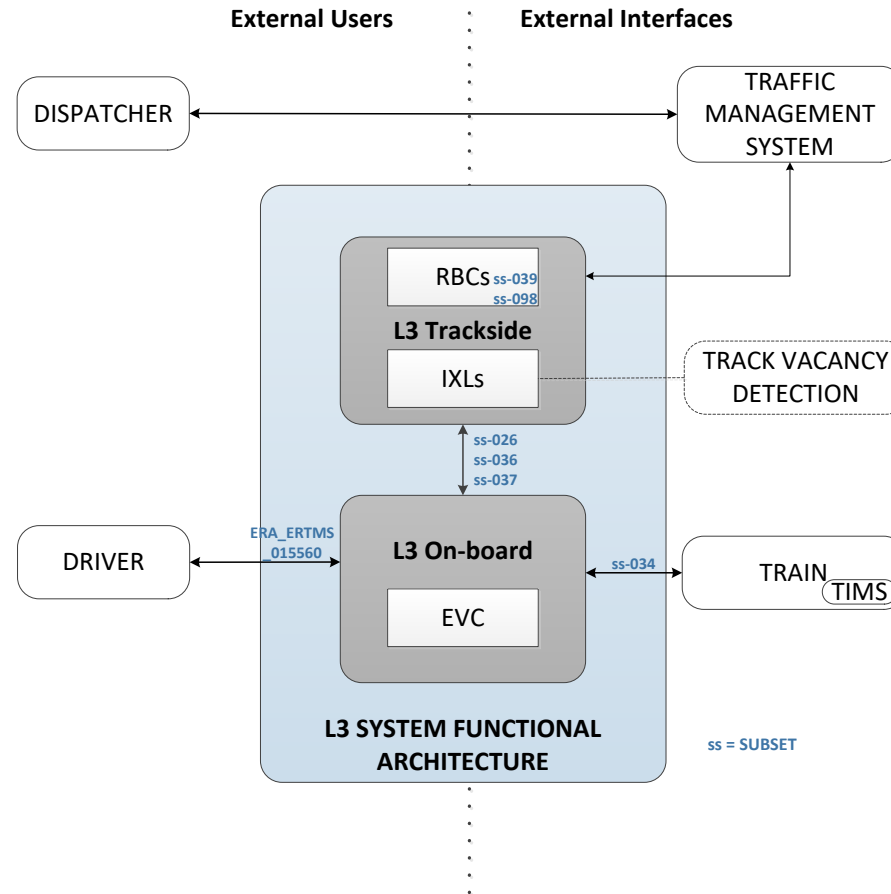 External Users
External Interfaces
DISPATCHER
TRAFFIC
MANAGEMENT
SYSTEM
RBCs
ss-039
ss-098
L3 Trackside
IXLs
TRACK VACANCY
DETECTION
ss-026
ss-036
ss-037
DRIVER
ERA_ERTMS
_015560
L3 On-board
EVC
ss-034
TRAIN
TIMS
L3 SYSTEM FUNCTIONAL
ARCHITECTURE
ss = SUBSET